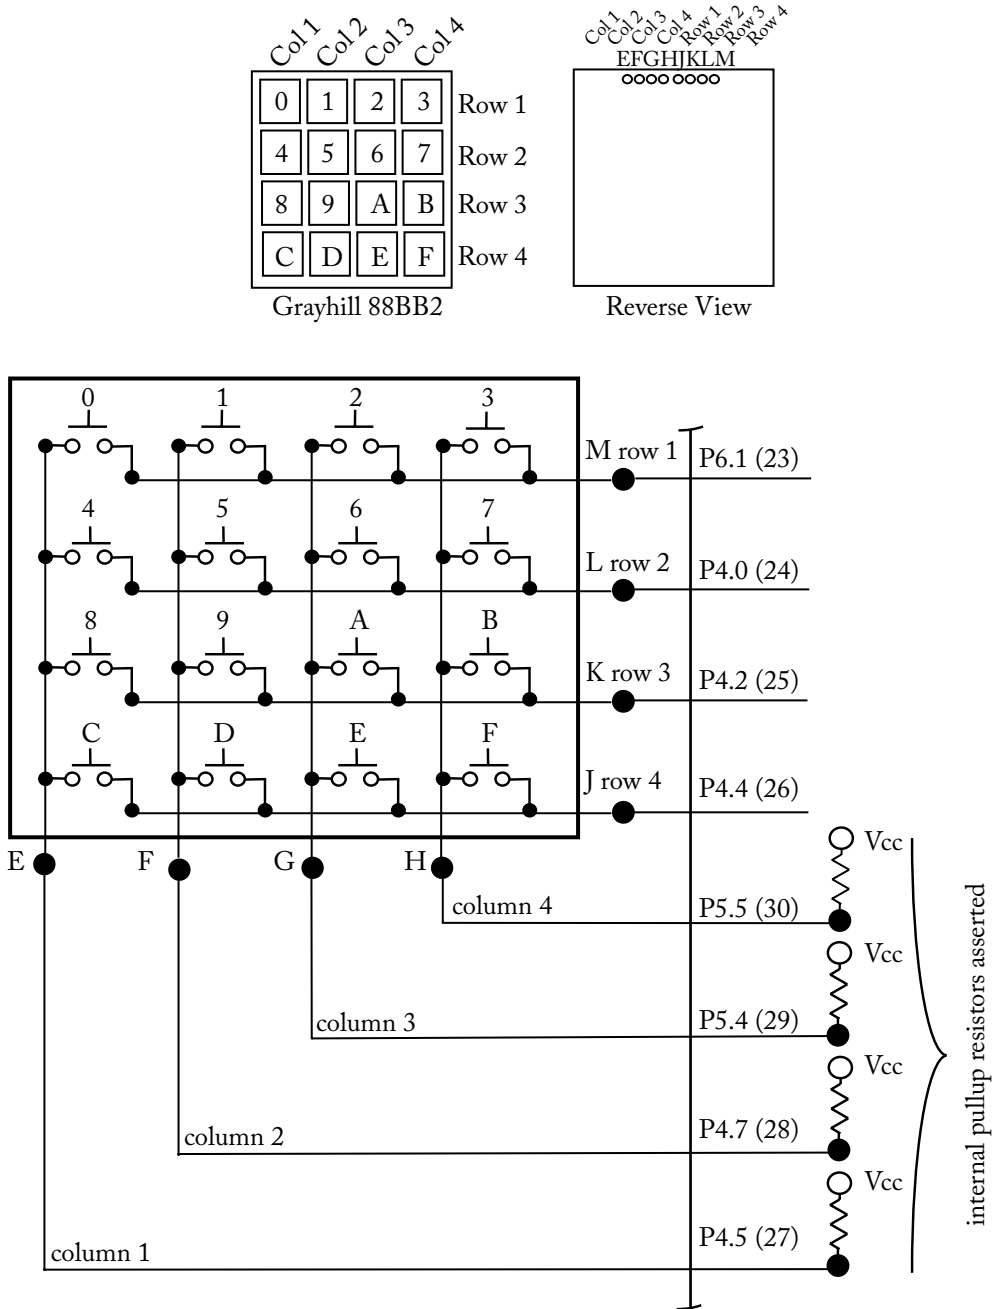 Col 1 Col 2 Col 3 Col 4
0 1 2 3 Row 1
4 5 6 7 Row 2
8 9 A B Row 3
C D E F Row 4
Grayhill 88BB2
Col 1 Col 2 Col 3 Col 4 Row 1 Row 2 Row 3 Row 4
EFGHJKLM
Reverse View
0 1 2 3
M row 1 P6.1 (23)
4 5 6 7
L row 2 P4.0 (24)
8 9 A B
K row 3 P4.2 (25)
C D E F
J row 4 P4.4 (26)
E F G H
Vcc
column 4 P5.5 (30)
Vcc
column 3 P5.4 (29)
Vcc
column 2 P4.7 (28)
Vcc
column 1 P4.5 (27)
internal pullup resistors asserted